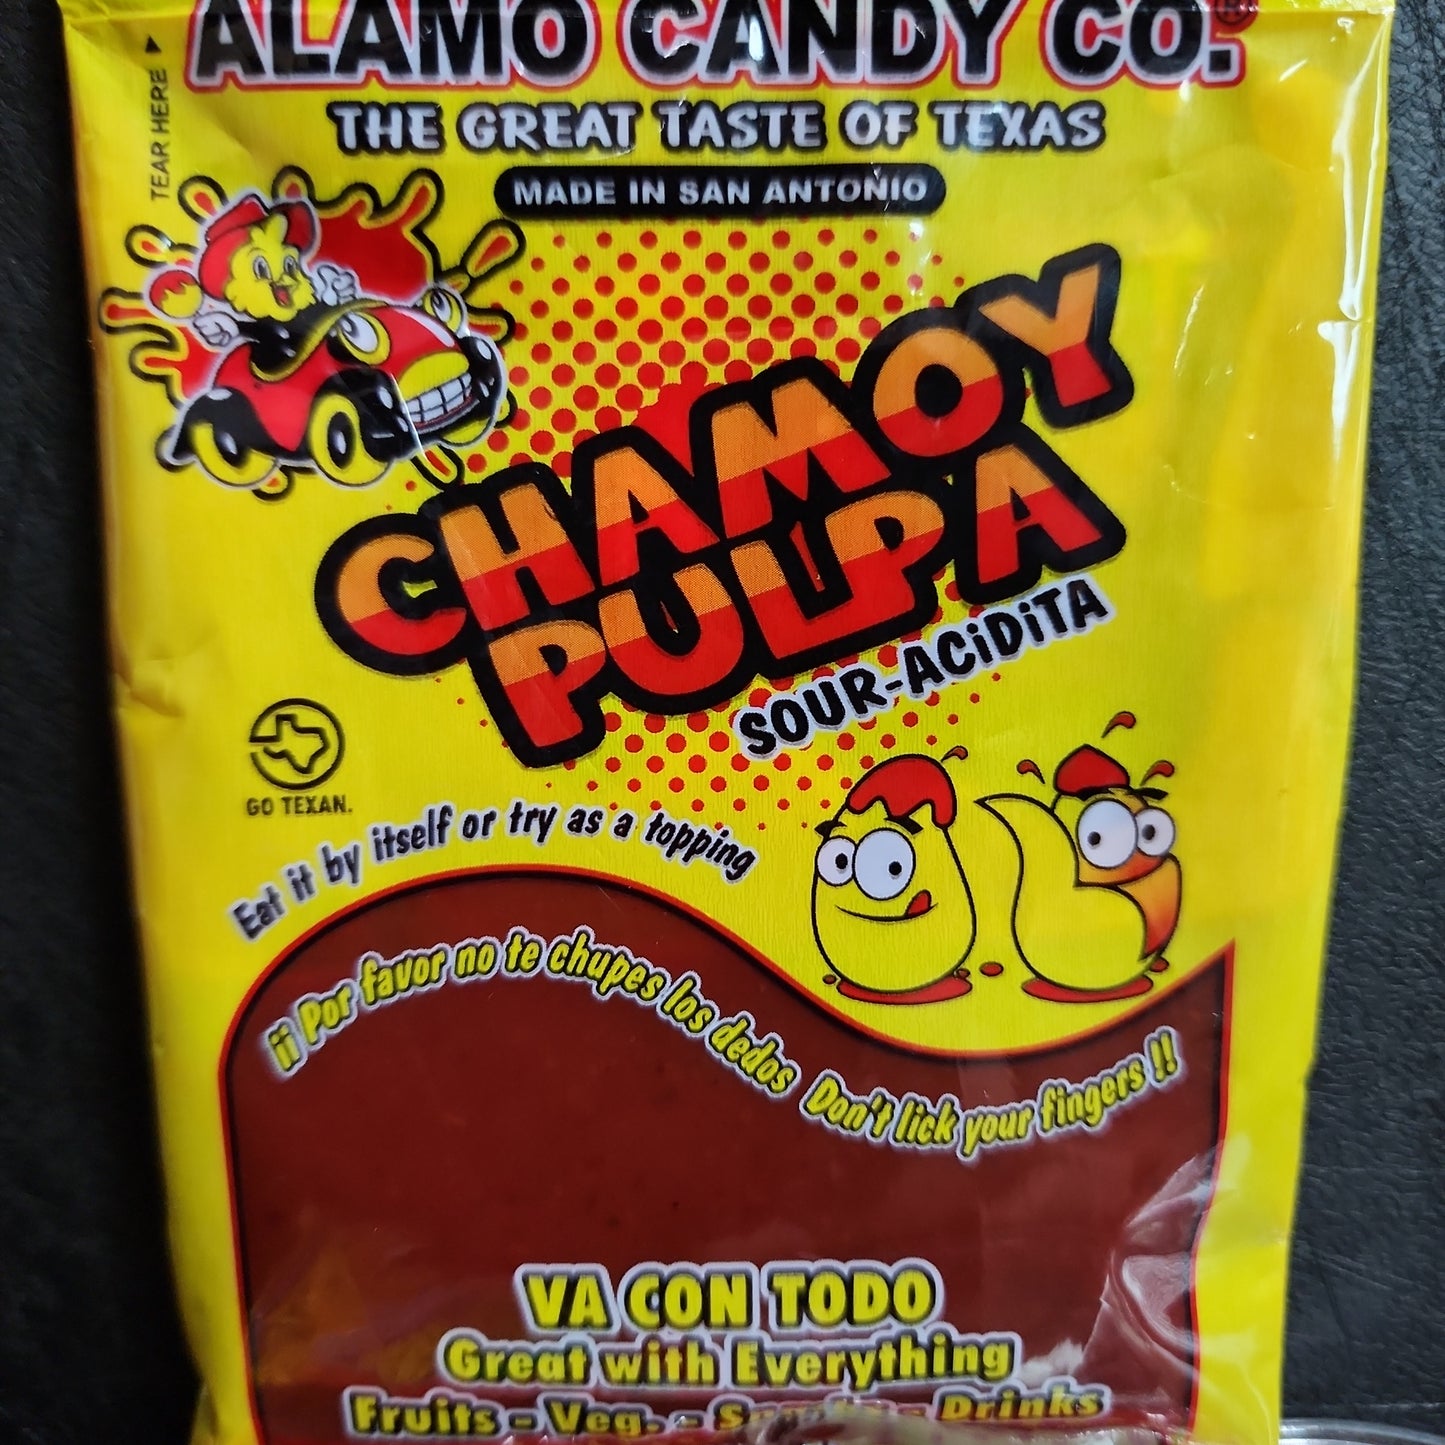 ALAMO CANDY CO.®
THE GREAT TASTE OF TEXAS
MADE IN SAN ANTONIO
TEAR HERE
CHAMOY
PULPA
SOUR-ACiDiTA
GO TEXAN.
Eat it by itself or try as a topping
¡¡ Por favor no te chupes los dedos Don't lick your fingers !!
VA CON TODO
Great with Everything
Fruits - Veg. - - Drinks